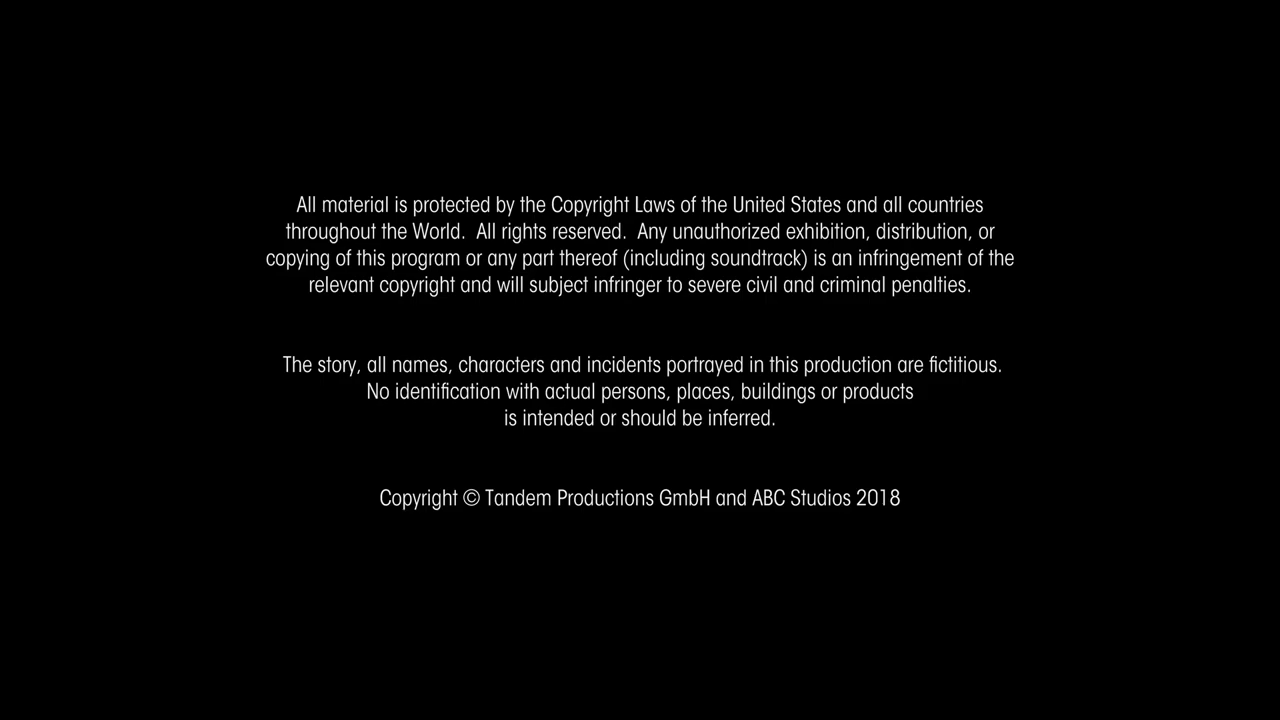 All material is protected by the Copyright Laws of the United States and all countries
throughout the World.  All rights reserved.  Any unauthorized exhibition, distribution, or
copying of this program or any part thereof (including soundtrack) is an infringement of the
relevant copyright and will subject infringer to severe civil and criminal penalties.
The story, all names, characters and incidents portrayed in this production are fictitious.
No identification with actual persons, places, buildings or products
is intended or should be inferred.
Copyright © Tandem Productions GmbH and ABC Studios 2018